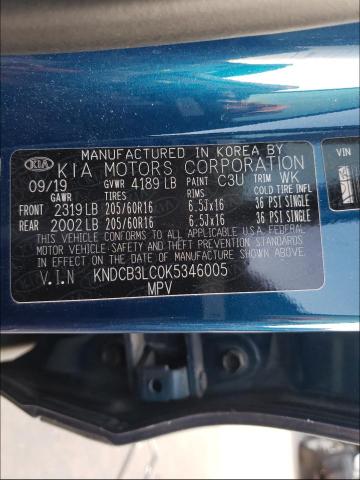 MANUFACTURED IN KOREA BY
KIA KIA MOTORS CORPORATION
09/19 GVWR 4189 LB PAINT C3U TRIM WK
GAWR TIRES RIMS COLD TIRE INFL
FRONT 2319 LB 205/60R16 6.5Jx16 36 PSI SINGLE
REAR 2002 LB 205/60R16 6.5Jx16 36 PSI SINGLE
THIS VEHICLE CONFORMS TO ALL APPLICABLE U.S.A. FEDERAL
MOTOR VEHICLE-SAFETY AND THEFT PREVENTION STANDARDS IN
EFFECT ON THE DATE OF MANUFACTURE SHOWN ABOVE.
V.I.N KNDCB3LC0K5346005
MPV
VIN